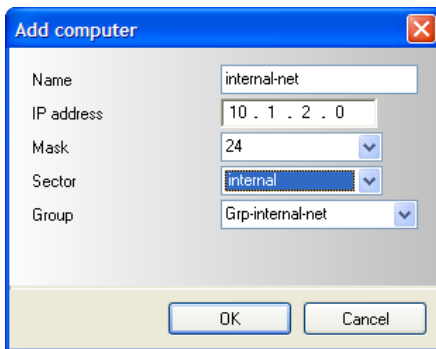 Add computer
Name internal-net
IP address 10 . 1 . 2 . 0
Mask 24
Sector internal
Group Grp-internal-net
OK Cancel